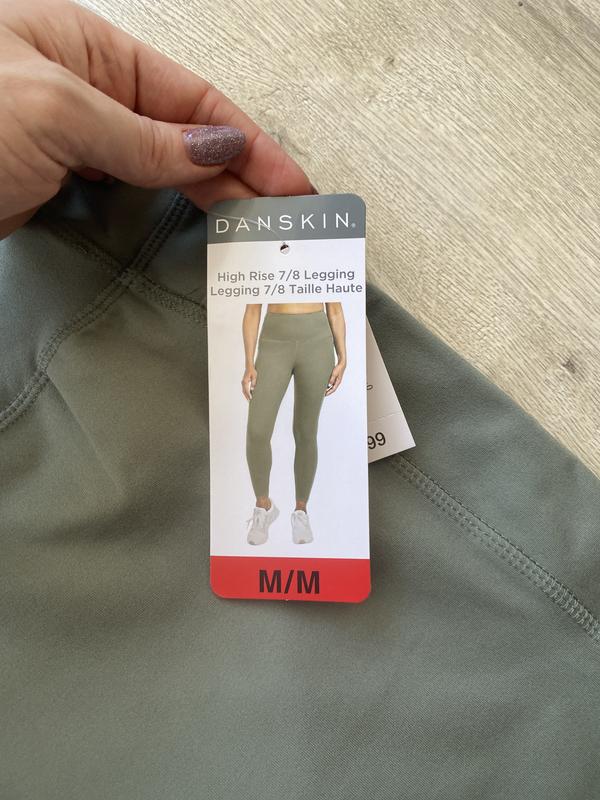 DANSKIN®
High Rise 7/8 Legging
Legging 7/8 Taille Haute
99
M/M